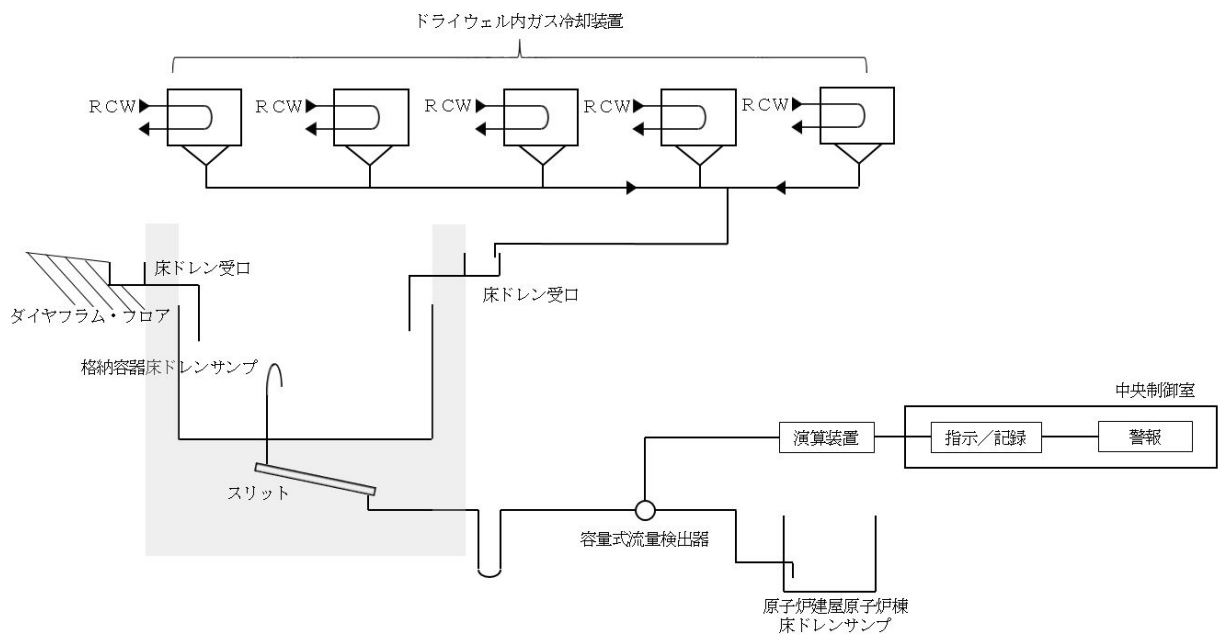 ドライウェル内ガス冷却装置
ＲＣＷ
ＲＣＷ
ＲＣＷ
ＲＣＷ
ＲＣＷ
床ドレン受口
床ドレン受口
ダイヤフラム・フロア
格納容器床ドレンサンプ
スリット
中央制御室
演算装置
指示／記録
警報
容量式流量検出器
原子炉建屋原子炉棟
床ドレンサンプ